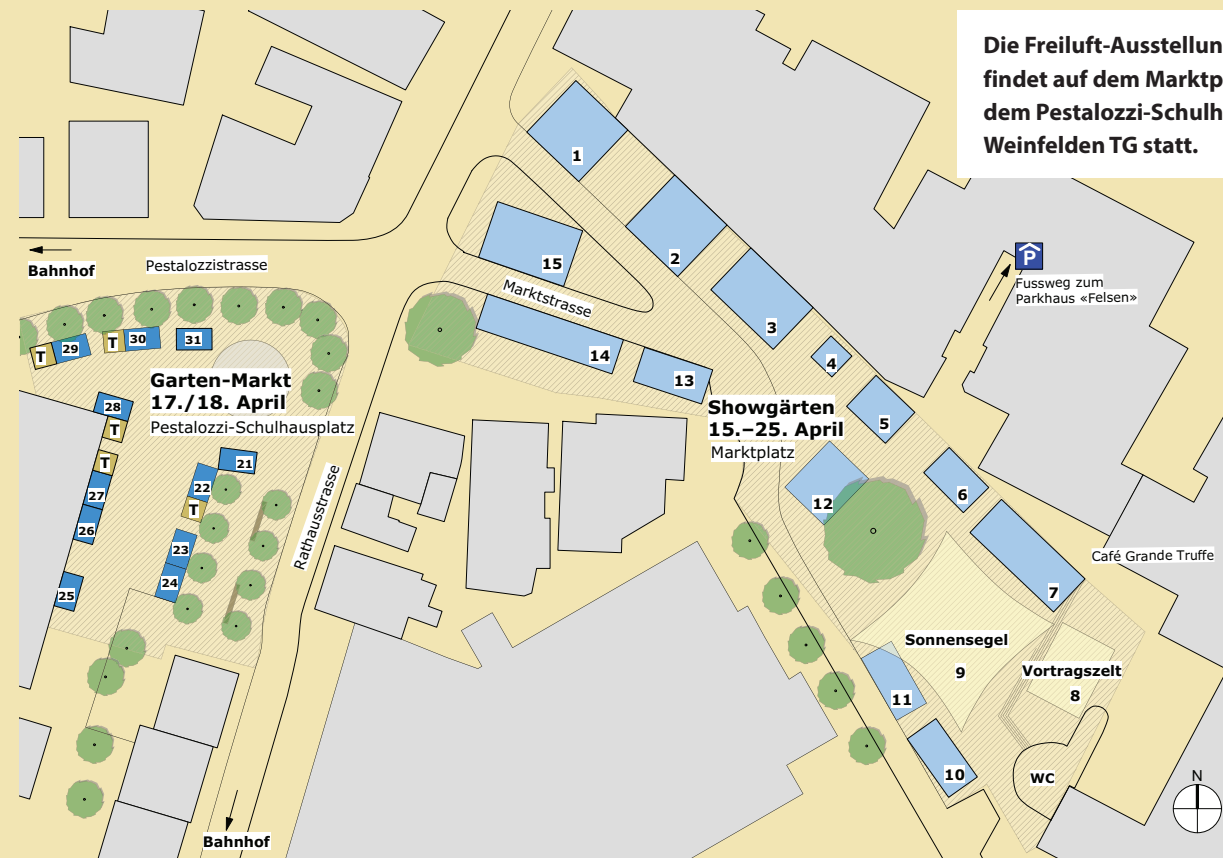 Die Freiluft-Ausstellun
findet auf dem Marktp
dem Pestalozzi-Schulh
Weinfelden TG statt.
1
2
3
4
5
6
7
15
14
13
12
Marktstrasse
P
Fussweg zum
Parkhaus «Felsen»
Bahnhof
Pestalozzistrasse
T
29
T
30
31
Garten-Markt
17./18. April
Pestalozzi-Schulhausplatz
28
T
T
27
26
25
21
22
T
23
24
Rathausstrasse
Showgärten
15.–25. April
Marktplatz
Café Grande Truffe
Sonnensegel
9
Vortragszelt
8
11
10
WC
N
Bahnhof